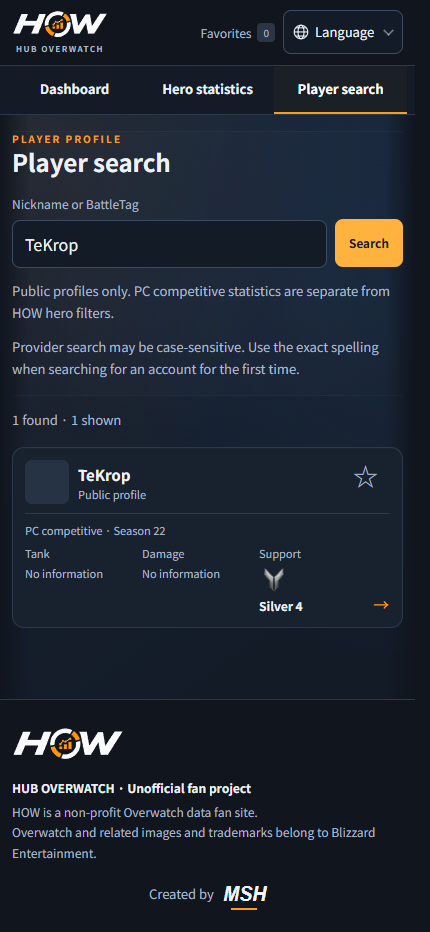 HOW
HUB OVERWATCH
Favorites 0
Language
Dashboard
Hero statistics
Player search
PLAYER PROFILE
Player search
Nickname or BattleTag
TeKrop
Search
Public profiles only. PC competitive statistics are separate from
HOW hero filters.
Provider search may be case-sensitive. Use the exact spelling
when searching for an account for the first time.
1 found · 1 shown
TeKrop
Public profile
PC competitive · Season 22
Tank
No information
Damage
No information
Support
Silver 4
→
HOW
HUB OVERWATCH · Unofficial fan project
HOW is a non-profit Overwatch data fan site.
Overwatch and related images and trademarks belong to Blizzard
Entertainment.
Created by MSH